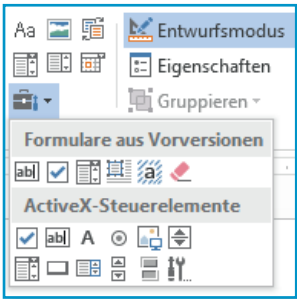 Aa
Entwurfsmodus
Eigenschaften
Gruppieren
Formulare aus Vorversionen
ab a
ActiveX-Steuerelemente
ab A